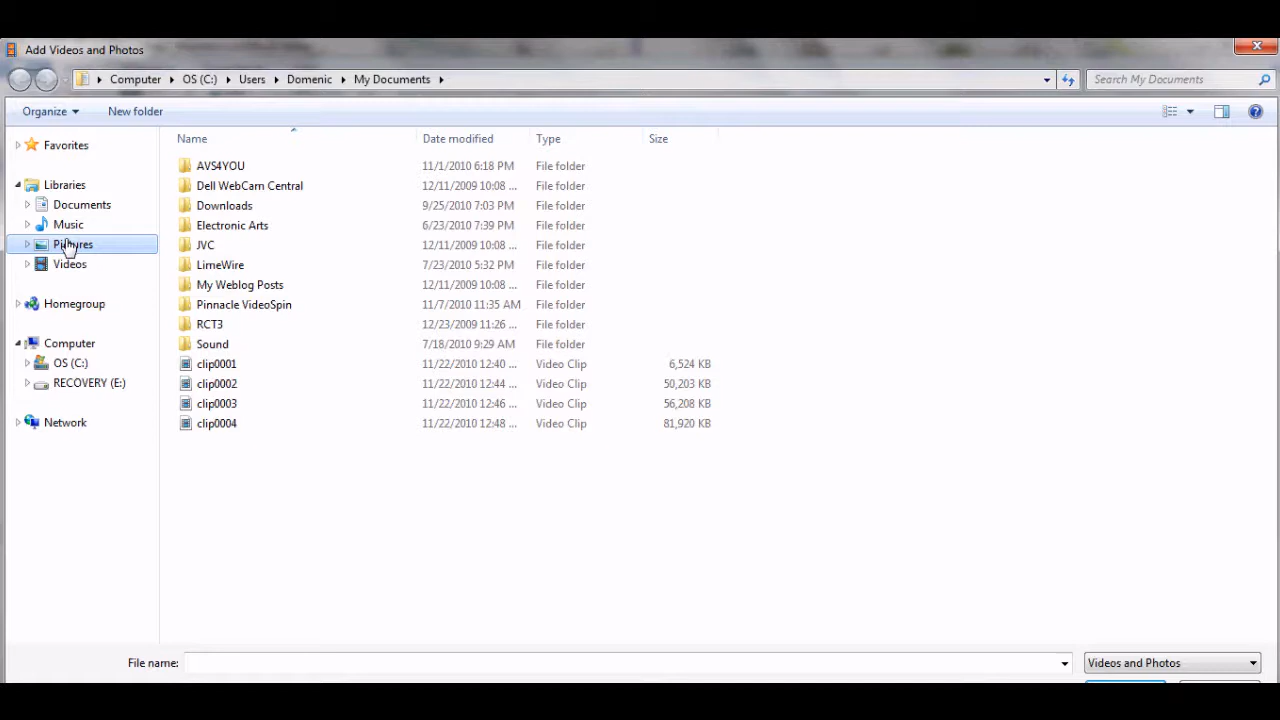 Add Videos and Photos
Computer OS (C:) Users Domenic My Documents Search My Documents
Organize New folder
Name Date modified Type Size
Favorites
Libraries
Documents
Music
Pictures
Videos
Homegroup
Computer
OS (C:)
RECOVERY (E:)
Network
AVS4YOU 11/1/2010 6:18 PM File folder
Dell WebCam Central 12/11/2009 10:08 ... File folder
Downloads 9/25/2010 7:03 PM File folder
Electronic Arts 6/23/2010 7:39 PM File folder
JVC 12/11/2009 10:08 ... File folder
LimeWire 7/23/2010 5:32 PM File folder
My Weblog Posts 12/11/2009 10:08 ... File folder
Pinnacle VideoSpin 11/7/2010 11:35 AM File folder
RCT3 12/23/2009 11:26 ... File folder
Sound 7/18/2010 9:29 AM File folder
clip0001 11/22/2010 12:40 ... Video Clip 6,524 KB
clip0002 11/22/2010 12:44 ... Video Clip 50,203 KB
clip0003 11/22/2010 12:46 ... Video Clip 56,208 KB
clip0004 11/22/2010 12:48 ... Video Clip 81,920 KB
File name: Videos and Photos